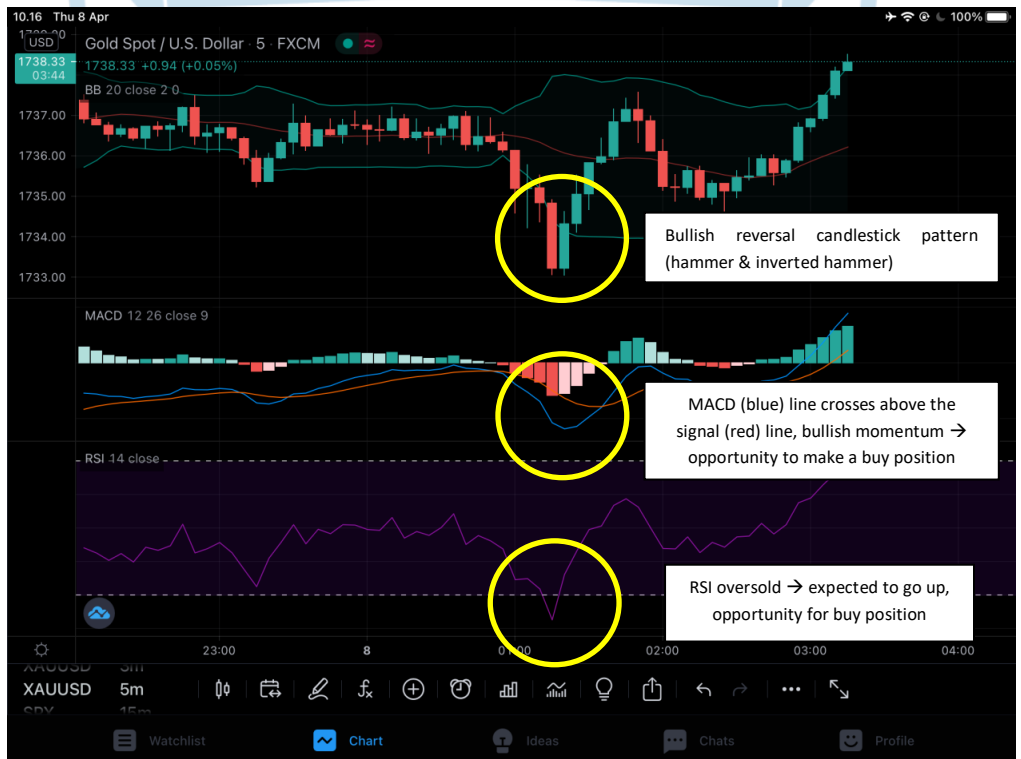 10.16 Thu 8 Apr
100%
USD
Gold Spot / U.S. Dollar · 5 · FXCM
1738.33
03:44
1738.33 +0.94 (+0.05%)
BB 20 close 2 0
1737.00
1736.00
1735.00
1734.00
1733.00
Bullish reversal candlestick pattern
(hammer & inverted hammer)
MACD 12 26 close 9
MACD (blue) line crosses above the
signal (red) line, bullish momentum →
opportunity to make a buy position
RSI 14 close
RSI oversold → expected to go up,
opportunity for buy position
23:00 8 01:00 02:00 03:00 04:00
XAUUSD 3m
XAUUSD 5m
SPX 15m
Watchlist Chart Ideas Chats Profile